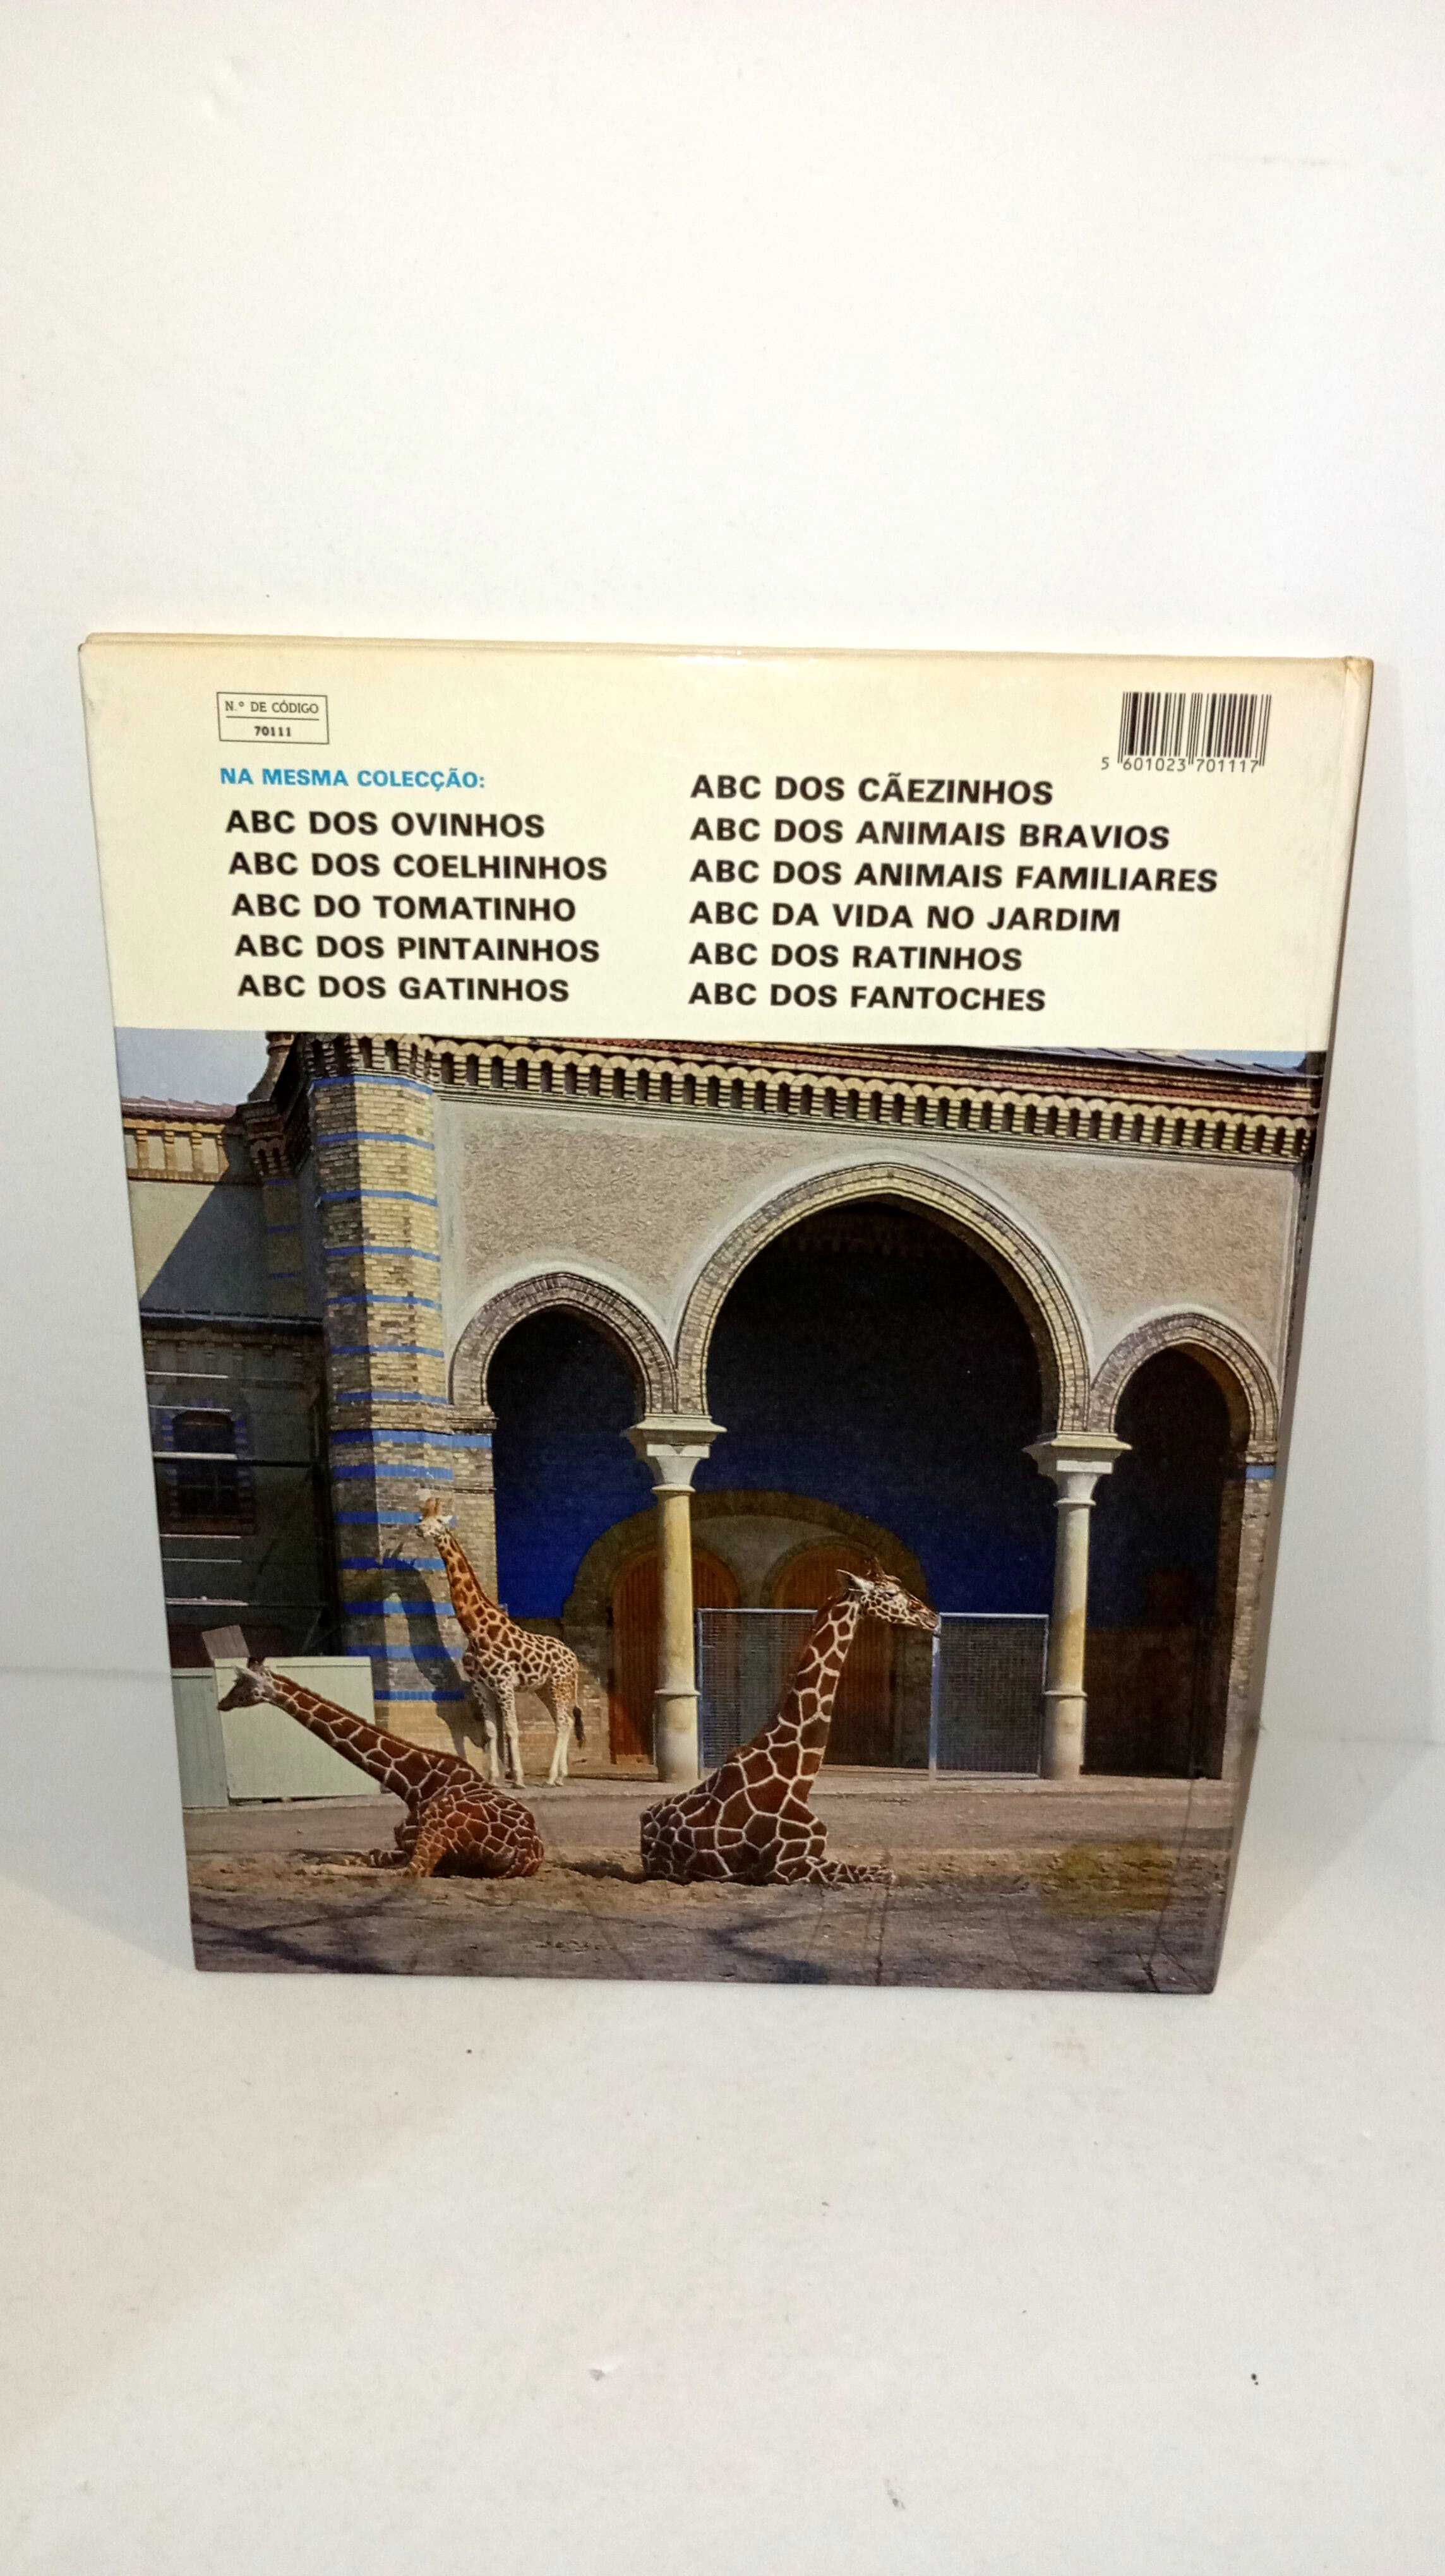 N.º DE CÓDIGO
70111
5 601023 701117
NA MESMA COLECÇÃO:
ABC DOS OVINHOS
ABC DOS COELHINHOS
ABC DO TOMATINHO
ABC DOS PINTAINHOS
ABC DOS GATINHOS
ABC DOS CÃEZINHOS
ABC DOS ANIMAIS BRAVIOS
ABC DOS ANIMAIS FAMILIARES
ABC DA VIDA NO JARDIM
ABC DOS RATINHOS
ABC DOS FANTOCHES